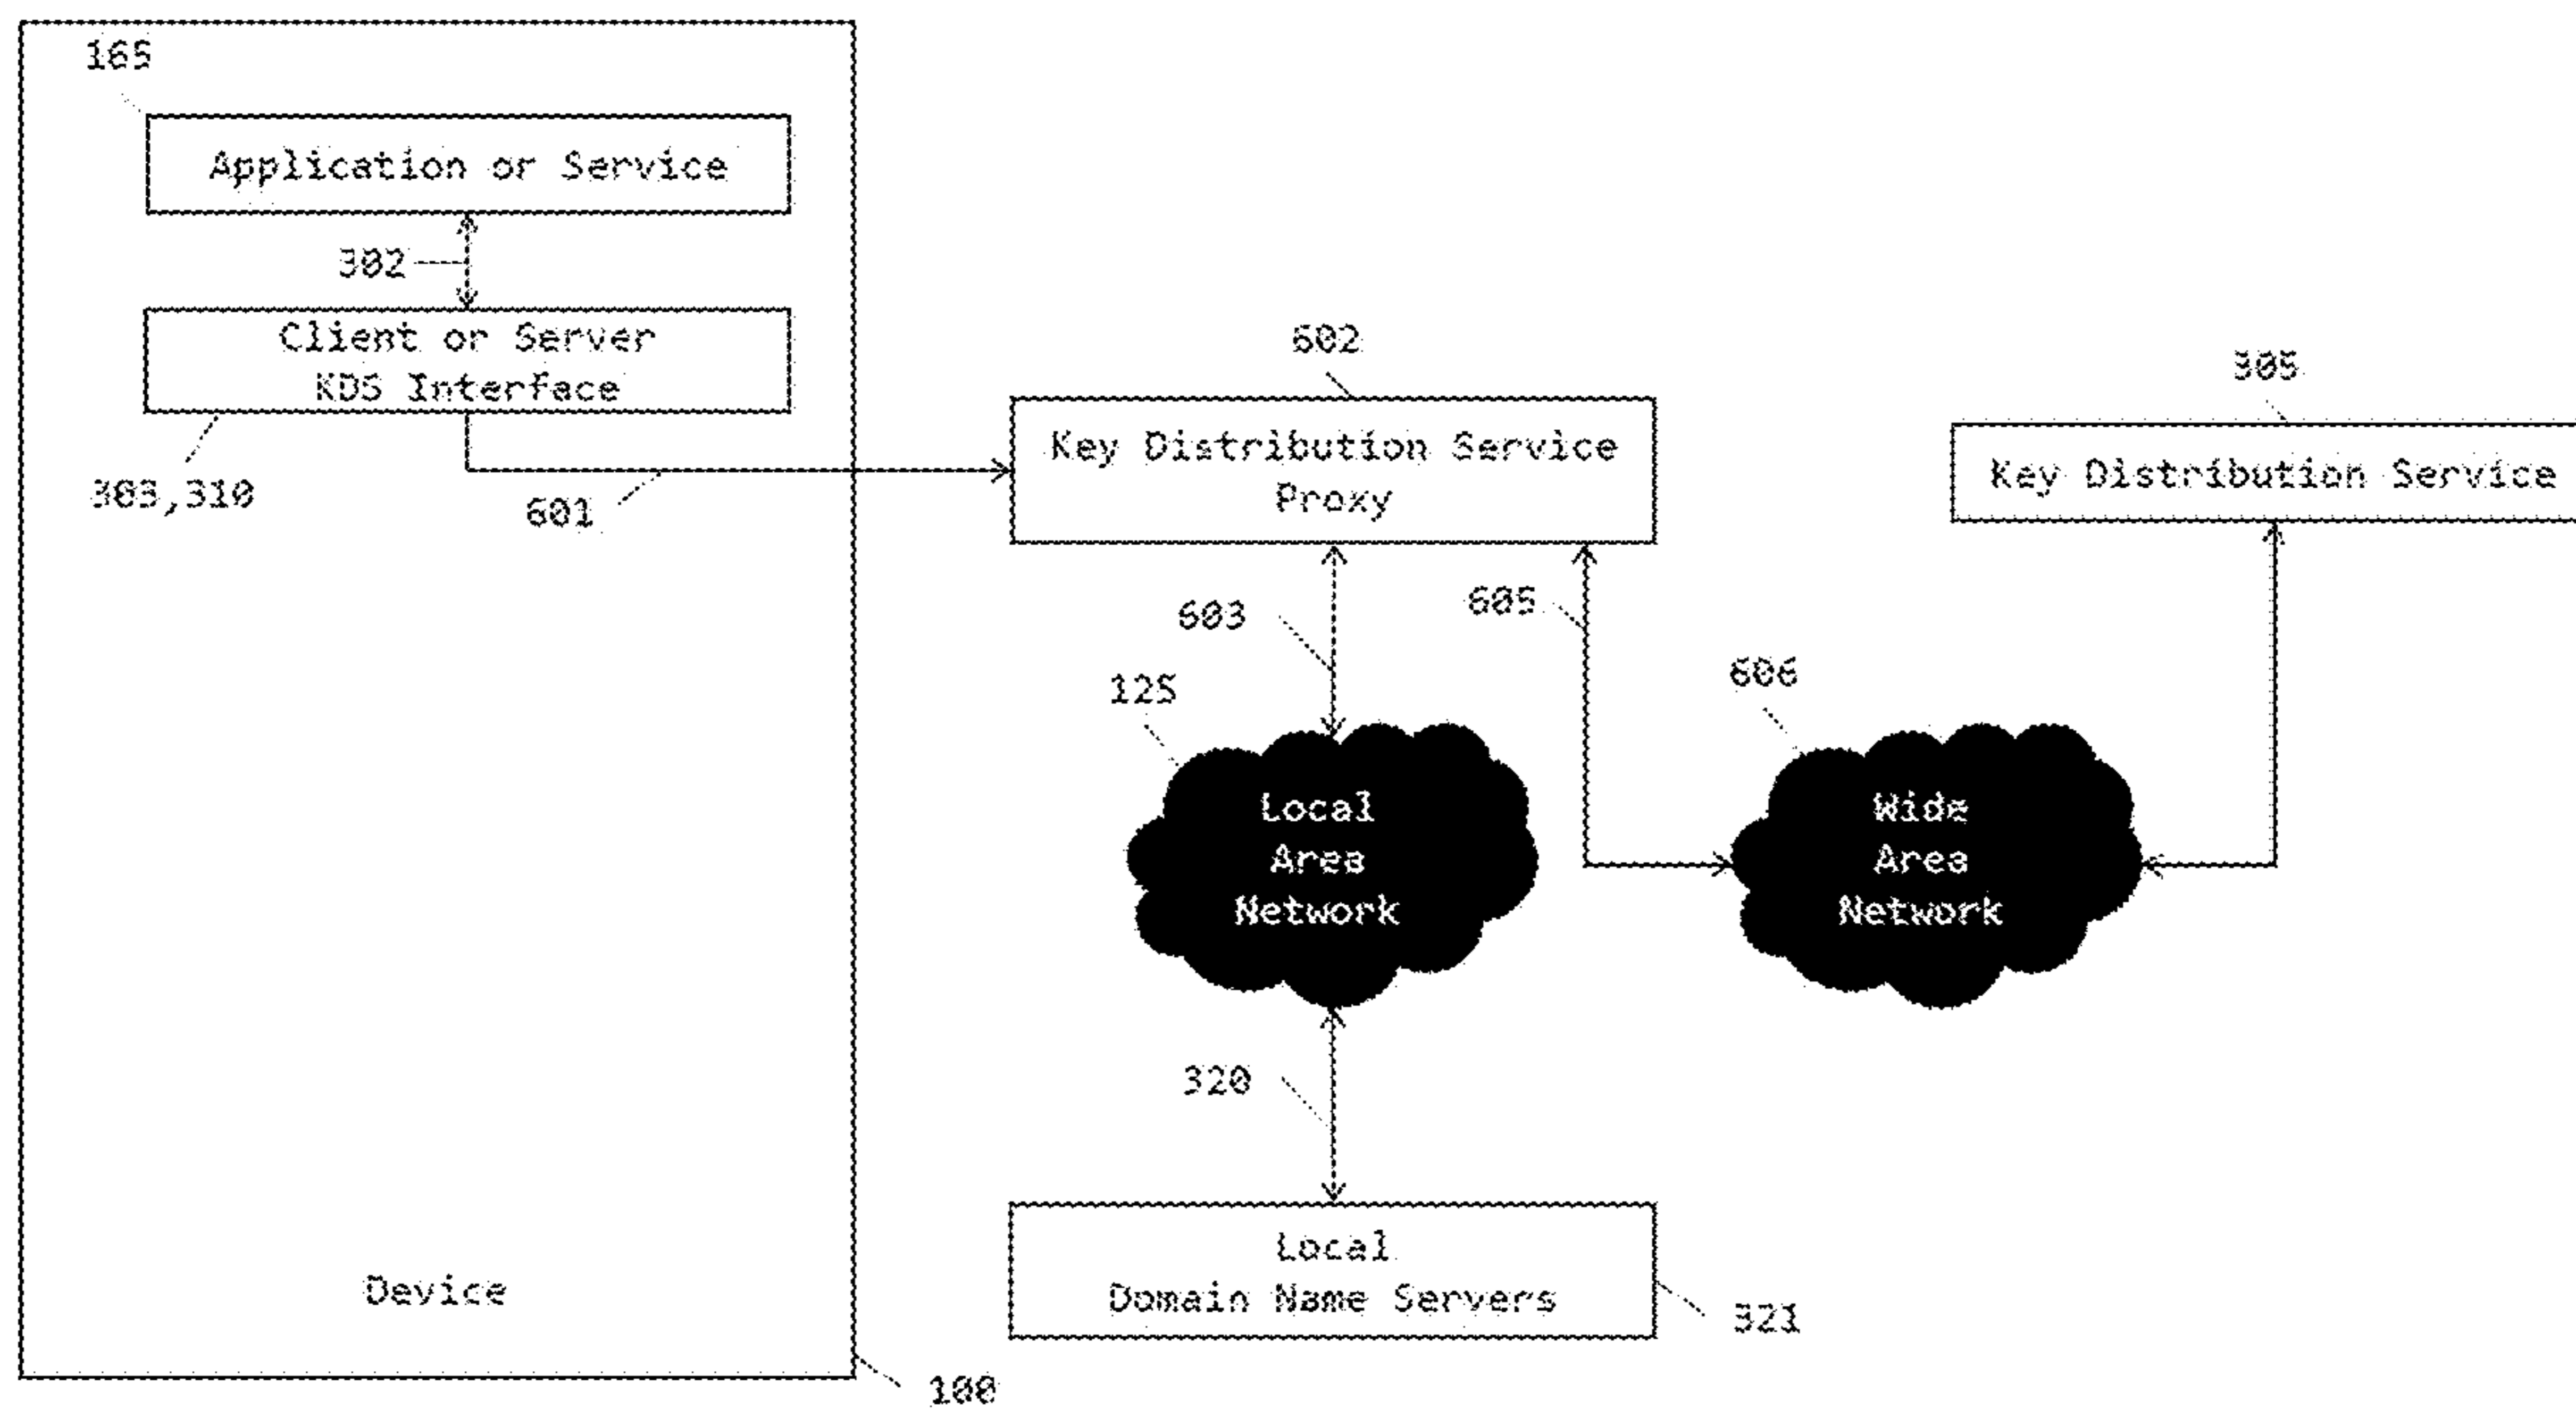 165
Application or Service
302
Client or Server
KDS Interface
303,310
601
602
Key Distribution Service
Proxy
305
Key Distribution Service
603
605
125
606
Local
Area
Network
Wide
Area
Network
320
Local
Domain Name Servers
321
Device
100